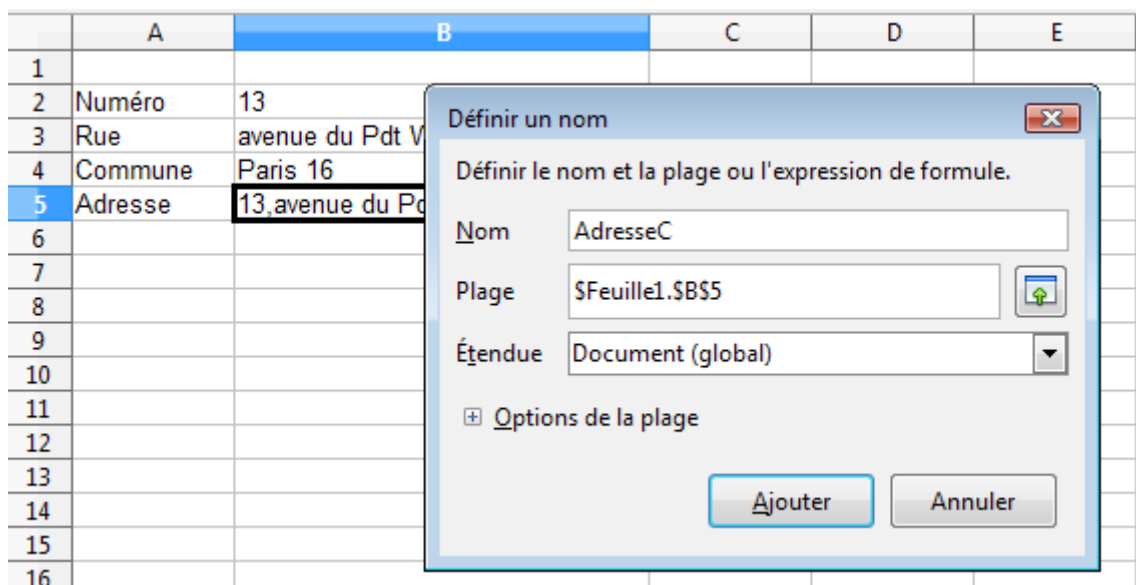 A B C D E
1
2 Numéro 13
3 Rue avenue du Pdt
4 Commune Paris 16
5 Adresse 13,avenue du
6
7
8
9
10
11
12
13
14
15
16
Définir un nom
Définir le nom et la plage ou l'expression de formule.
Nom AdresseC
Plage $Feuille1.$B$5
Étendue Document (global)
Options de la plage
Ajouter Annuler